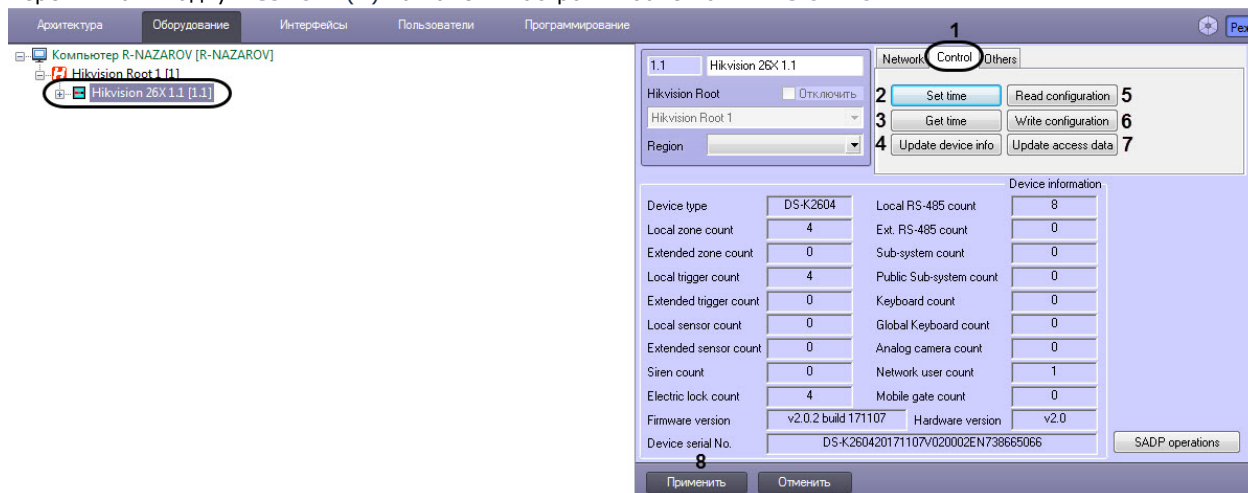 Архитектура Оборудование Интерфейсы Пользователи Программирование
Компьютер R-NAZAROV [R-NAZAROV]
Hikvision Root 1 [1]
Hikvision 26X 1.1 [1.1]
1
1.1 Hikvision 26X 1.1
Hikvision Root Отключить
Hikvision Root 1
Region
Network Control Others
2 Set time Read configuration 5
3 Get time Write configuration 6
4 Update device info Update access data 7
Device information
Device type DS-K2604 Local RS-485 count 8
Local zone count 4 Ext. RS-485 count 0
Extended zone count 0 Sub-system count 0
Local trigger count 4 Public Sub-system count 0
Extended trigger count 0 Keyboard count 0
Local sensor count 0 Global Keyboard count 0
Extended sensor count 0 Analog camera count 0
Siren count 0 Network user count 1
Electric lock count 4 Mobile gate count 0
Firmware version v2.0.2 build 171107 Hardware version v2.0
Device serial No. DS-K260420171107V020002EN738665066 SADP operations
8
Применить Отменить